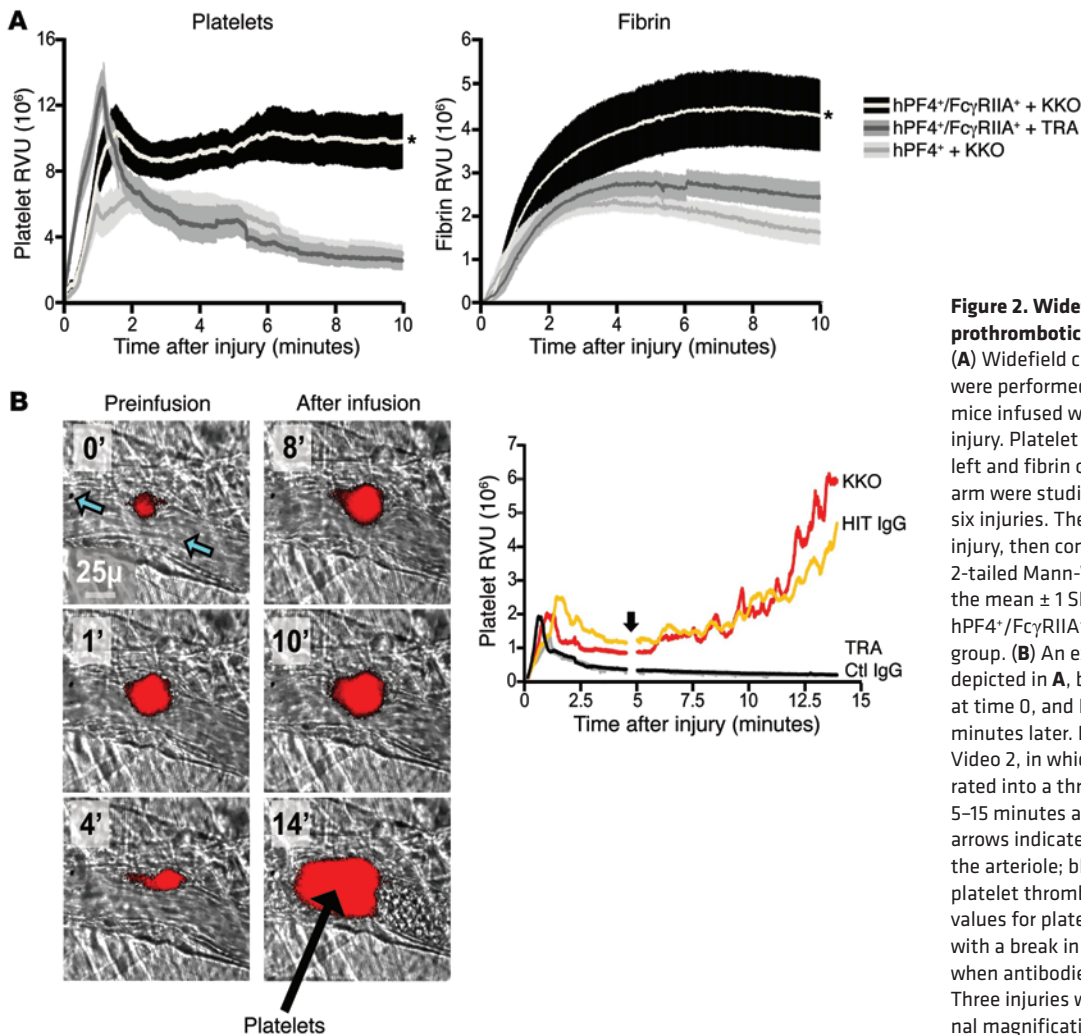 A
Platelets
Fibrin
16
12
8
4
0
Platelet RVU (10⁶)
0 2 4 6 8 10
Time after injury (minutes)
6
5
4
3
2
1
0
Fibrin RVU (10⁶)
0 2 4 6 8 10
Time after injury (minutes)
*
*
hPF4⁺/FcγRIIA⁺ + KKO
hPF4⁺/FcγRIIA⁺ + TRA
hPF4⁺ + KKO
B
Preinfusion
After infusion
0'
8'
25µ
1'
10'
4'
14'
Platelets
7
6
5
4
3
2
1
0
Platelet RVU (10⁶)
KKO
HIT IgG
TRA
Ctl IgG
0 2.5 5 7.5 10 12.5 15
Time after injury (minutes)
Figure 2. Wide
prothrombotic
(A) Widefield c
were performed
mice infused w
injury. Platelet
left and fibrin o
arm were studi
six injuries. The
injury, then con
2-tailed Mann-
the mean ± 1 S
hPF4⁺/FcγRIIA⁺
group. (B) An e
depicted in A, b
at time 0, and
minutes later.
Video 2, in whic
rated into a thr
5–15 minutes a
arrows indicate
the arteriole; bl
platelet thromb
values for plate
with a break in
when antibodie
Three injuries w
nal magnificati